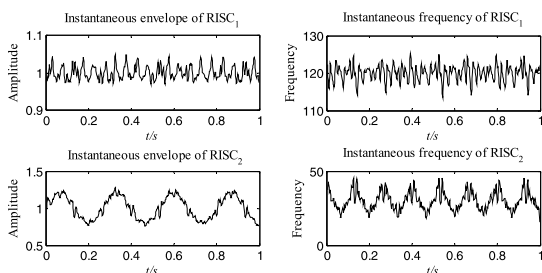 Instantaneous envelope of RISC1
Instantaneous frequency of RISC1
1.1
1
0.9
Amplitude
0 0.2 0.4 0.6 0.8 1
t/s
130
120
110
Frequency
0 0.2 0.4 0.6 0.8 1
t/s
Instantaneous envelope of RISC2
Instantaneous frequency of RISC2
1.5
1
0.5
Amplitude
0 0.2 0.4 0.6 0.8 1
t/s
50
0
Frequency
0 0.2 0.4 0.6 0.8 1
t/s